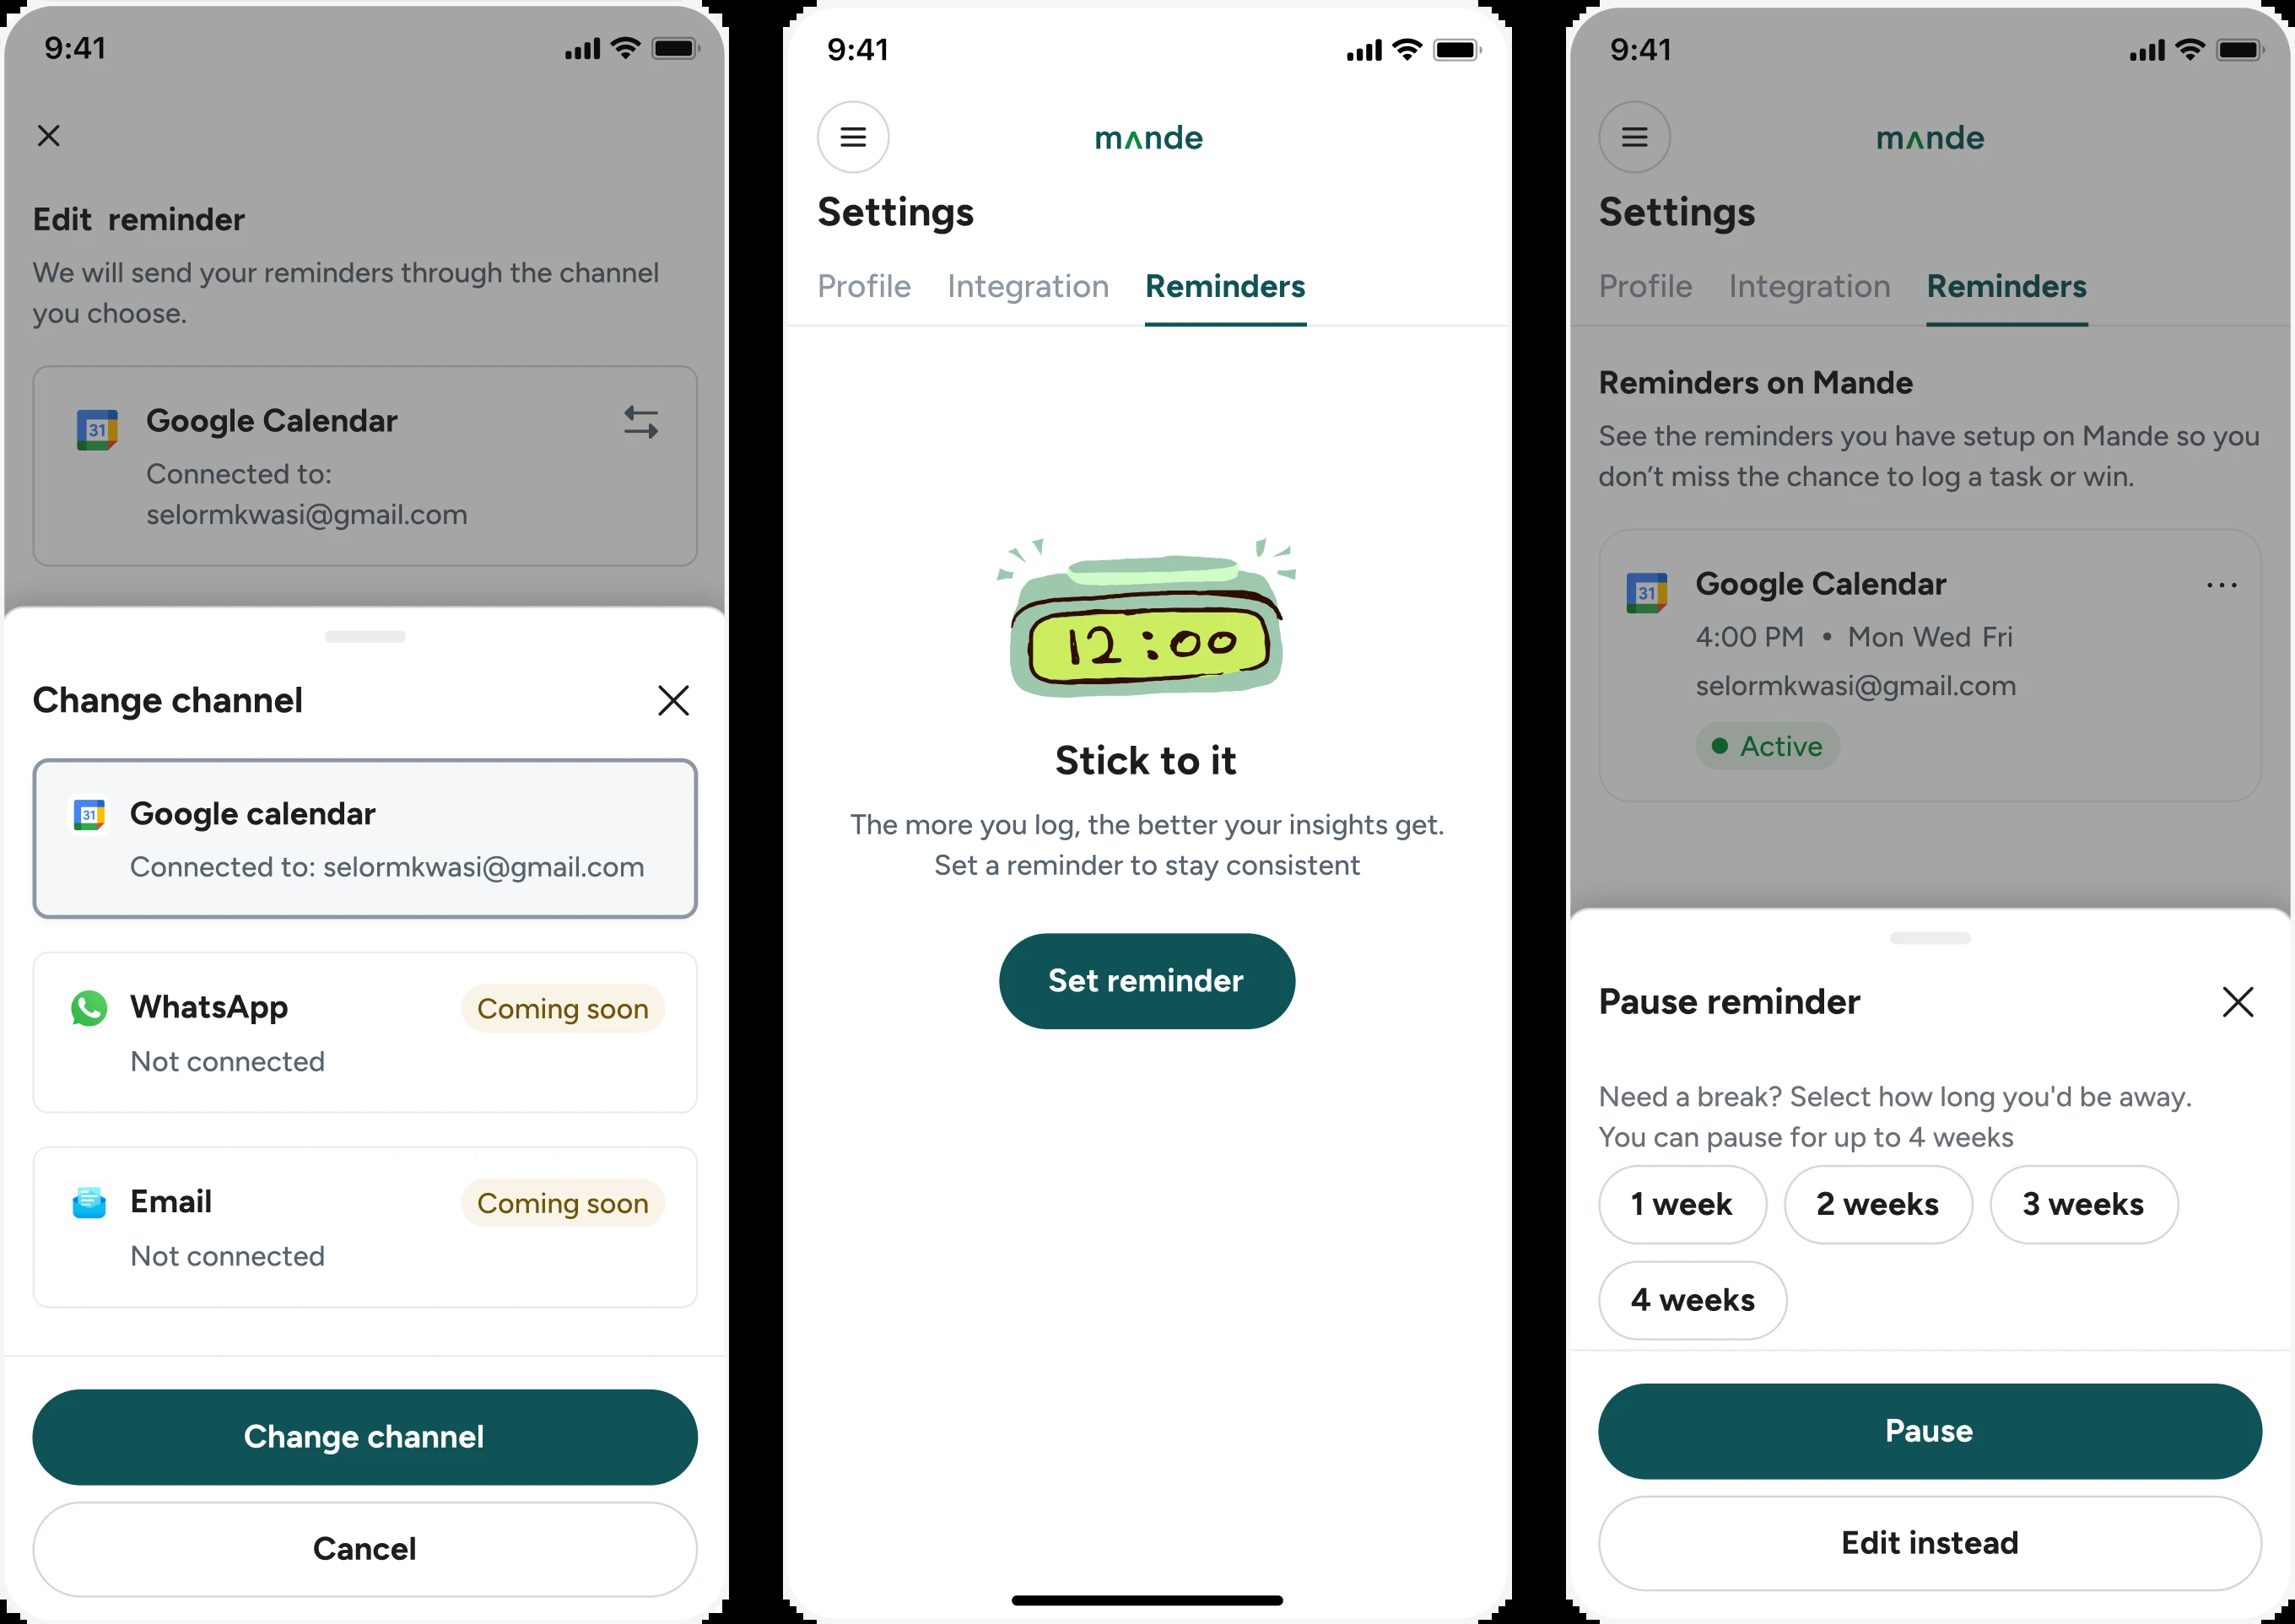 9:41
Edit  reminder
We will send your reminders through the channel
you choose.
31
Google Calendar
Connected to:
selormkwasi@gmail.com
Change channel
31
Google calendar
Connected to: selormkwasi@gmail.com
WhatsApp
Coming soon
Not connected
Email
Coming soon
Not connected
Change channel
Cancel
9:41
mʌnde
Settings
Profile
Integration
Reminders
12:00
Stick to it
The more you log, the better your insights get.
Set a reminder to stay consistent
Set reminder
9:41
mʌnde
Settings
Profile
Integration
Reminders
Reminders on Mande
See the reminders you have setup on Mande so you
don’t miss the chance to log a task or win.
31
Google Calendar
4:00 PM • Mon Wed Fri
selormkwasi@gmail.com
Active
Pause reminder
Need a break? Select how long you'd be away.
You can pause for up to 4 weeks
1 week
2 weeks
3 weeks
4 weeks
Pause
Edit instead